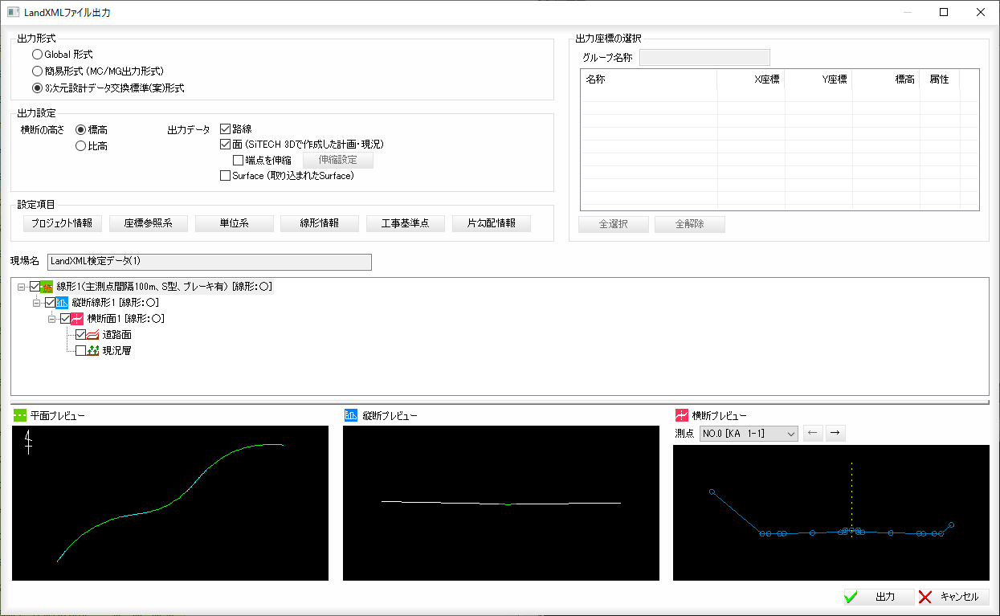 LandXMLファイル出力
出力形式
Global 形式
簡易形式 (MC/MG出力形式)
3次元設計データ交換標準(案)形式
出力設定
横断の高さ
標高
比高
出力データ
路線
面 (SiTECH 3Dで作成した計画・現況)
端点を伸縮
伸縮設定
Surface (取り込まれたSurface)
設定項目
プロジェクト情報
座標参照系
単位系
線形情報
工事基準点
片勾配情報
出力座標の選択
グループ名称
名称 X座標 Y座標 標高 属性
全選択
全解除
現場名
LandXML検定データ(1)
線形1(主測点間隔100m、S型、ブレーキ有) [線形:○]
縦断線形1 [線形:○]
横断面1 [線形:○]
道路面
現況層
平面プレビュー
縦断プレビュー
横断プレビュー
測点
NO.0 [KA 1-1]
← →
4
出力
キャンセル